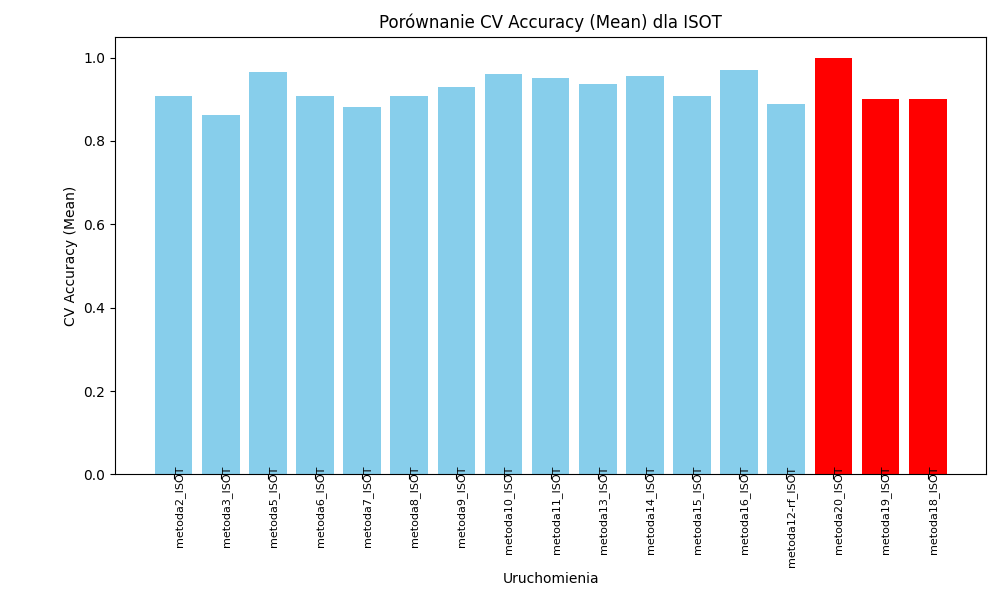 Porównanie CV Accuracy (Mean) dla ISOT
CV Accuracy (Mean)
1.0
0.8
0.6
0.4
0.2
0.0
metoda2_ISOT
metoda3_ISOT
metoda5_ISOT
metoda6_ISOT
metoda7_ISOT
metoda8_ISOT
metoda9_ISOT
metoda10_ISOT
metoda11_ISOT
metoda13_ISOT
metoda14_ISOT
metoda15_ISOT
metoda16_ISOT
metoda12-rf_ISOT
metoda20_ISOT
metoda19_ISOT
metoda18_ISOT
Uruchomienia